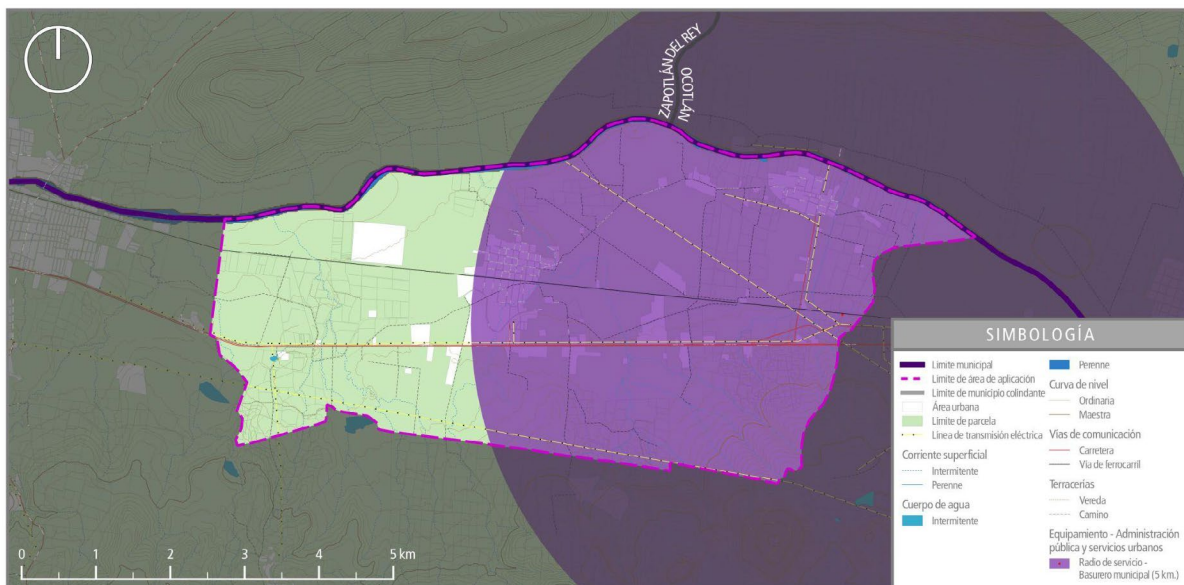 ZAPOTLÁN DEL REY
OCOTLÁN
0 1 2 3 4 5 km
SIMBOLOGÍA
Límite municipal
Límite de área de aplicación
Límite de municipio colindante
Área urbana
Límite de parcela
Línea de transmisión eléctrica
Corriente superficial
Intermitente
Perenne
Cuerpo de agua
Intermitente
Perenne
Curva de nivel
Ordinaria
Maestra
Vías de comunicación
Carretera
Vía de ferrocarril
Terracerías
Vereda
Camino
Equipamiento - Administración
pública y servicios urbanos
Radio de servicio -
Basurero municipal (5 km.)